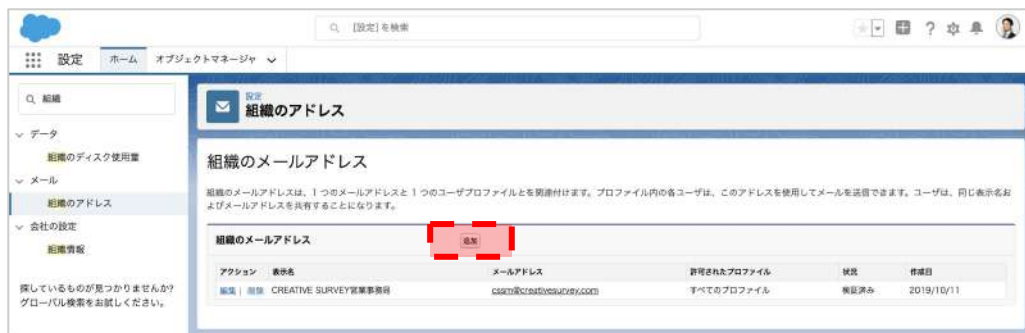 [設定] を検索
設定
ホーム
オブジェクトマネージャ
組織
データ
組織のディスク使用量
メール
組織のアドレス
会社の設定
組織情報
探しているものが見つかりませんか?
グローバル検索をお試しください。
設定
組織のアドレス
組織のメールアドレス
組織のメールアドレスは、1 つのメールアドレスと 1 つのユーザプロファイルとを関連付けます。プロファイル内の各ユーザは、このアドレスを使用してメールを送信できます。ユーザは、同じ表示名お
よびメールアドレスを共有することになります。
組織のメールアドレス
追加
アクション 表示名 メールアドレス 許可されたプロファイル 状況 作成日
編集 | 削除 CREATIVE SURVEY営業事務局 cssm@creativesurvey.com すべてのプロファイル 検証済み 2019/10/11